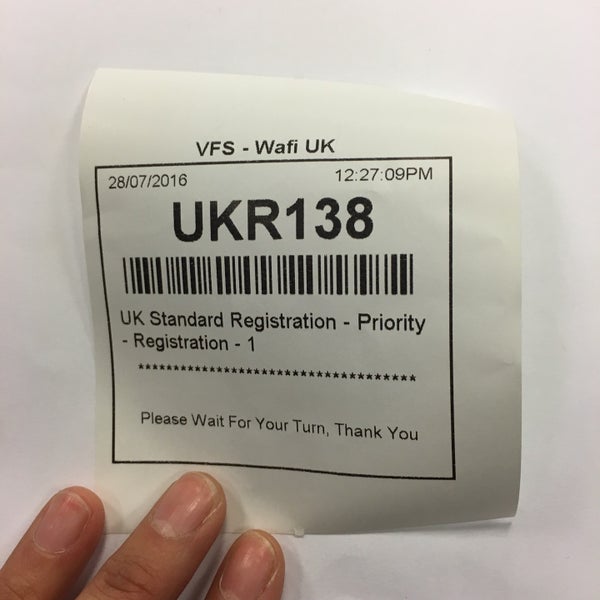 VFS - Wafi UK
28/07/2016 12:27:09PM
UKR138
UK Standard Registration - Priority
- Registration - 1
****************************************
Please Wait For Your Turn, Thank You